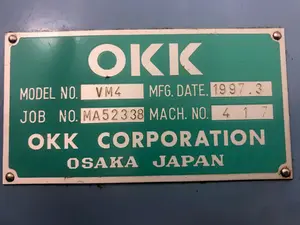 OKK
MODEL NO. VM4 MFG. DATE. 1997.3
JOB NO. MA52338 MACH. NO. 417
OKK CORPORATION
OSAKA JAPAN